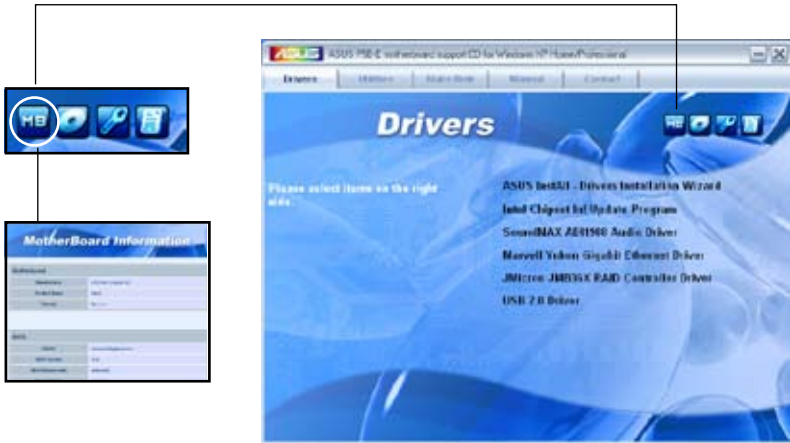 ASUS
ASUS P5B-E motherboard support CD for Windows XP Home/Professional
Drivers
Utilities
Make Disk
Manual
Contact
Drivers
MB
MB
Please select items on the right
side.
ASUS InstAll - Drivers Installation Wizard
Intel Chipset Inf Update Program
SoundMAX AD1988 Audio Driver
Marvell Yukon Gigabit Ethernet Driver
JMicron JMB36X RAID Controller Driver
USB 2.0 Driver
MotherBoard Information